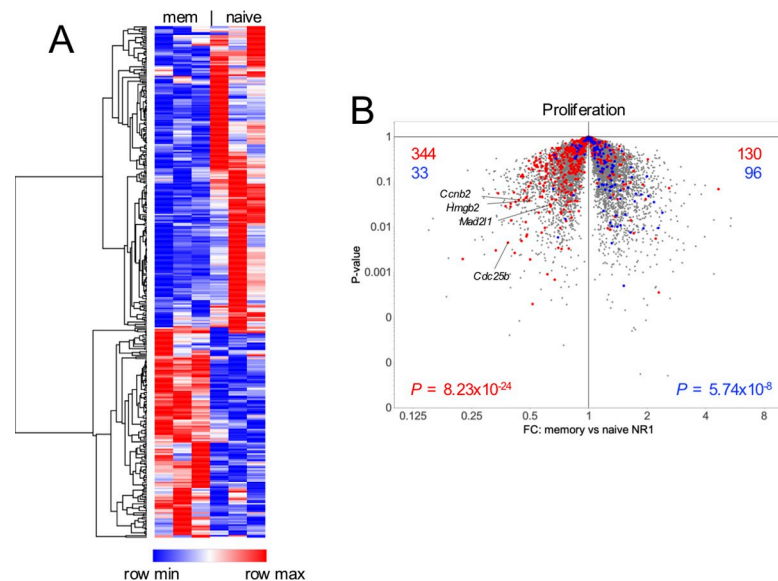 A
mem | naive
row min
row max
B
Proliferation
344
33
130
96
Ccnb2
Hmgb2
Mad2l1
Cdc25b
P = 8.23x10-24
P = 5.74x10-8
P-value
1
0.1
0.01
0.001
0
0
0
0.125
0.25
0.5
1
2
4
8
FC: memory vs naive NR1